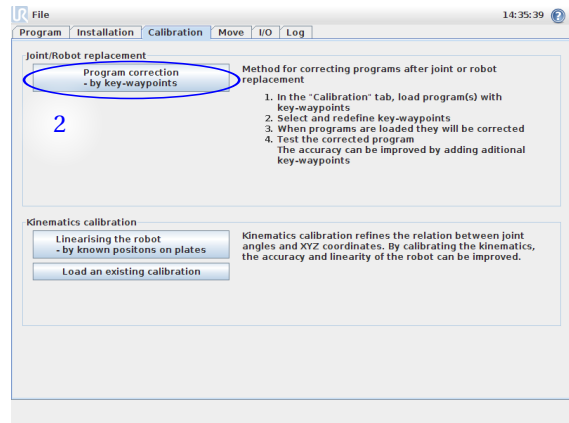 File
14:35:39
Program Installation Calibration Move I/O Log
Joint/Robot replacement
Program correction
- by key-waypoints
Method for correcting programs after joint or robot
replacement
1. In the "Calibration" tab, load program(s) with
key-waypoints
2. Select and redefine key-waypoints
3. When programs are loaded they will be corrected
4. Test the corrected program
The accuracy can be improved by adding aditional
key-waypoints
2
Kinematics calibration
Linearising the robot
- by known positons on plates
Load an existing calibration
Kinematics calibration refines the relation between joint
angles and XYZ coordinates. By calibrating the kinematics,
the accuracy and linearity of the robot can be improved.